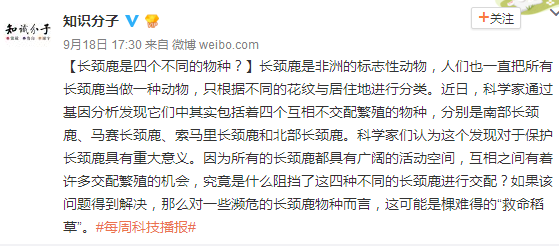 知识分子
+关注
知识分子
9月18日 17:30 来自 微博 weibo.com
【长颈鹿是四个不同的物种？】长颈鹿是非洲的标志性动物，人们也一直把所有
长颈鹿当做一种动物，只根据不同的花纹与居住地进行分类。近日，科学家通过
基因分析发现它们中其实包括着四个互相不交配繁殖的物种，分别是南部长颈
鹿、马赛长颈鹿、索马里长颈鹿和北部长颈鹿。科学家们认为这个发现对于保护
长颈鹿具有重大意义。因为所有的长颈鹿都具有广阔的活动空间，互相之间有着
许多交配繁殖的机会，究竟是什么阻挡了这四种不同的长颈鹿进行交配？如果该
问题得到解决，那么对一些濒危的长颈鹿物种而言，这可能是棵难得的“救命稻
草”。#每周科技播报#